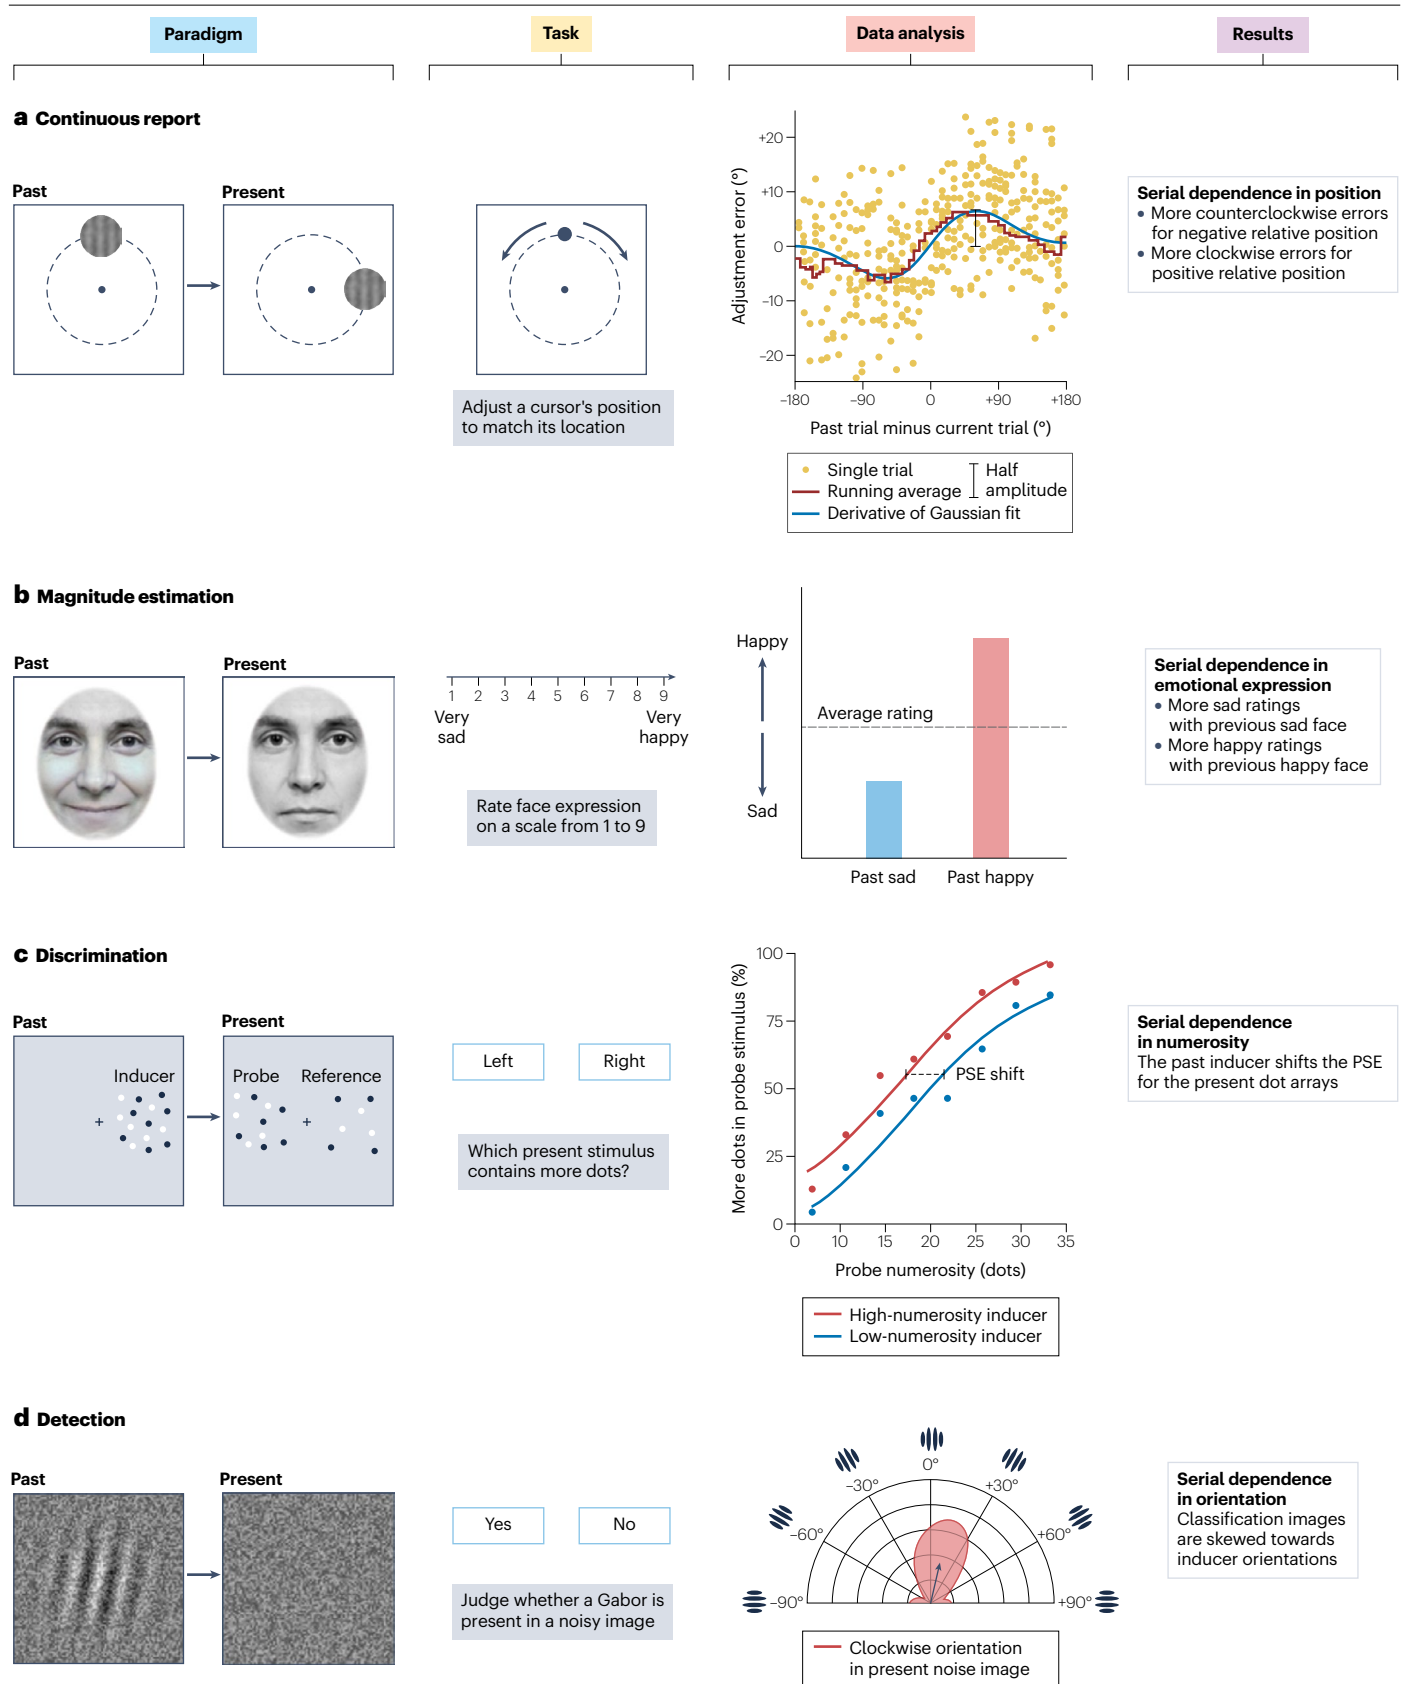 Paradigm
Task
Data analysis
Results
a Continuous report
Past
Present
Adjust a cursor's position
to match its location
Adjustment error (°)
+20
+10
0
–10
–20
–180
–90
0
+90
+180
Past trial minus current trial (°)
Single trial
Running average
Derivative of Gaussian fit
Half
amplitude
Serial dependence in position
• More counterclockwise errors
for negative relative position
• More clockwise errors for
positive relative position
b Magnitude estimation
Past
Present
1 2 3 4 5 6 7 8 9
Very
sad
Very
happy
Rate face expression
on a scale from 1 to 9
Happy
Average rating
Sad
Past sad
Past happy
Serial dependence in
emotional expression
• More sad ratings
with previous sad face
• More happy ratings
with previous happy face
c Discrimination
Past
Present
Inducer
Probe
Reference
Left
Right
Which present stimulus
contains more dots?
More dots in probe stimulus (%)
100
75
50
25
0
0 10 15 20 25 30 35
PSE shift
Probe numerosity (dots)
High-numerosity inducer
Low-numerosity inducer
Serial dependence
in numerosity
The past inducer shifts the PSE
for the present dot arrays
d Detection
Past
Present
Yes
No
Judge whether a Gabor is
present in a noisy image
0°
–30°
+30°
–60°
+60°
–90°
+90°
Clockwise orientation
in present noise image
Serial dependence
in orientation
Classification images
are skewed towards
inducer orientations